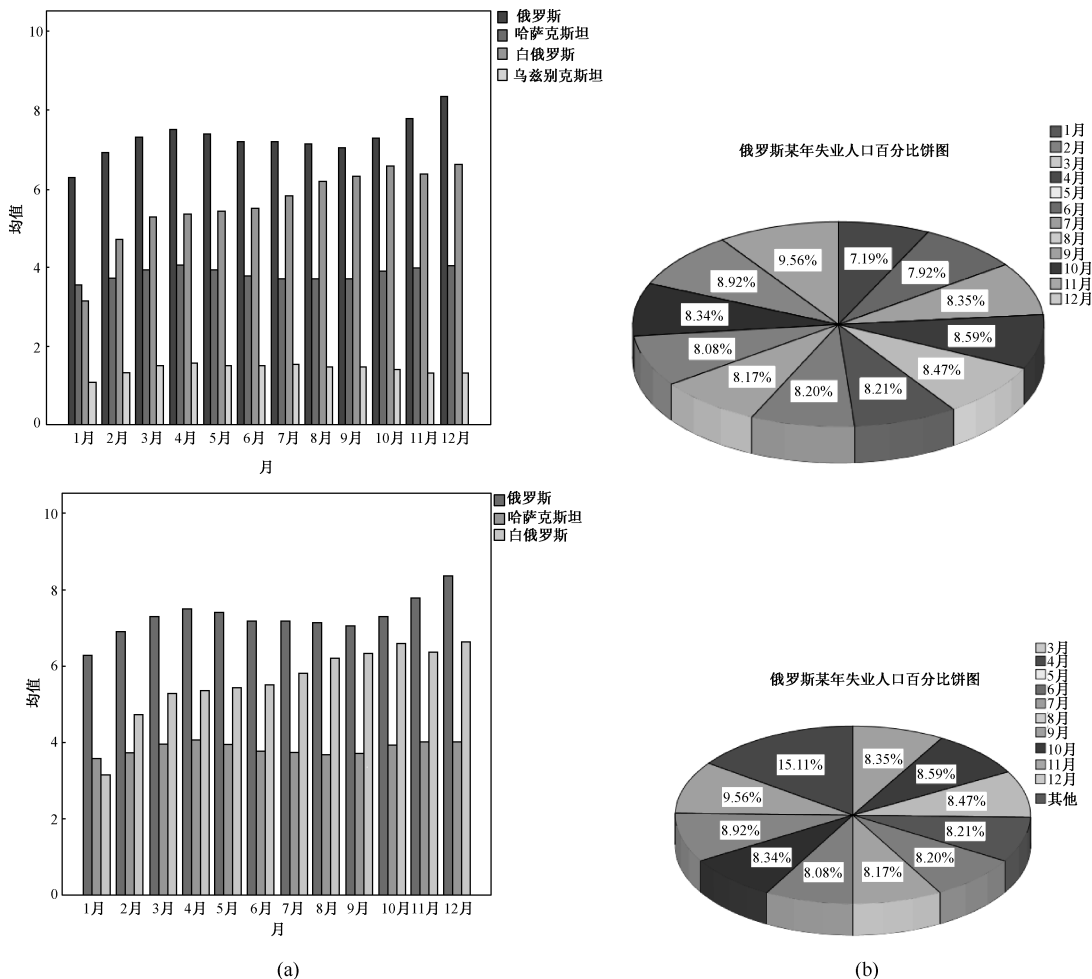 俄罗斯
哈萨克斯坦
白俄罗斯
乌兹别克斯坦
10
8
6
4
2
0
均值
1月 2月 3月 4月 5月 6月 7月 8月 9月 10月 11月 12月
月
俄罗斯某年失业人口百分比饼图
1月
2月
3月
4月
5月
6月
7月
8月
9月
10月
11月
12月
9.56%
7.19%
8.92%
7.92%
8.35%
8.34%
8.59%
8.08%
8.47%
8.17%
8.20%
8.21%
俄罗斯
哈萨克斯坦
白俄罗斯
10
8
6
4
2
0
均值
1月 2月 3月 4月 5月 6月 7月 8月 9月 10月 11月 12月
月
俄罗斯某年失业人口百分比饼图
3月
4月
5月
6月
7月
8月
9月
10月
11月
12月
其他
15.11%
8.35%
8.59%
9.56%
8.47%
8.92%
8.21%
8.34%
8.20%
8.08%
8.17%
(a)
(b)